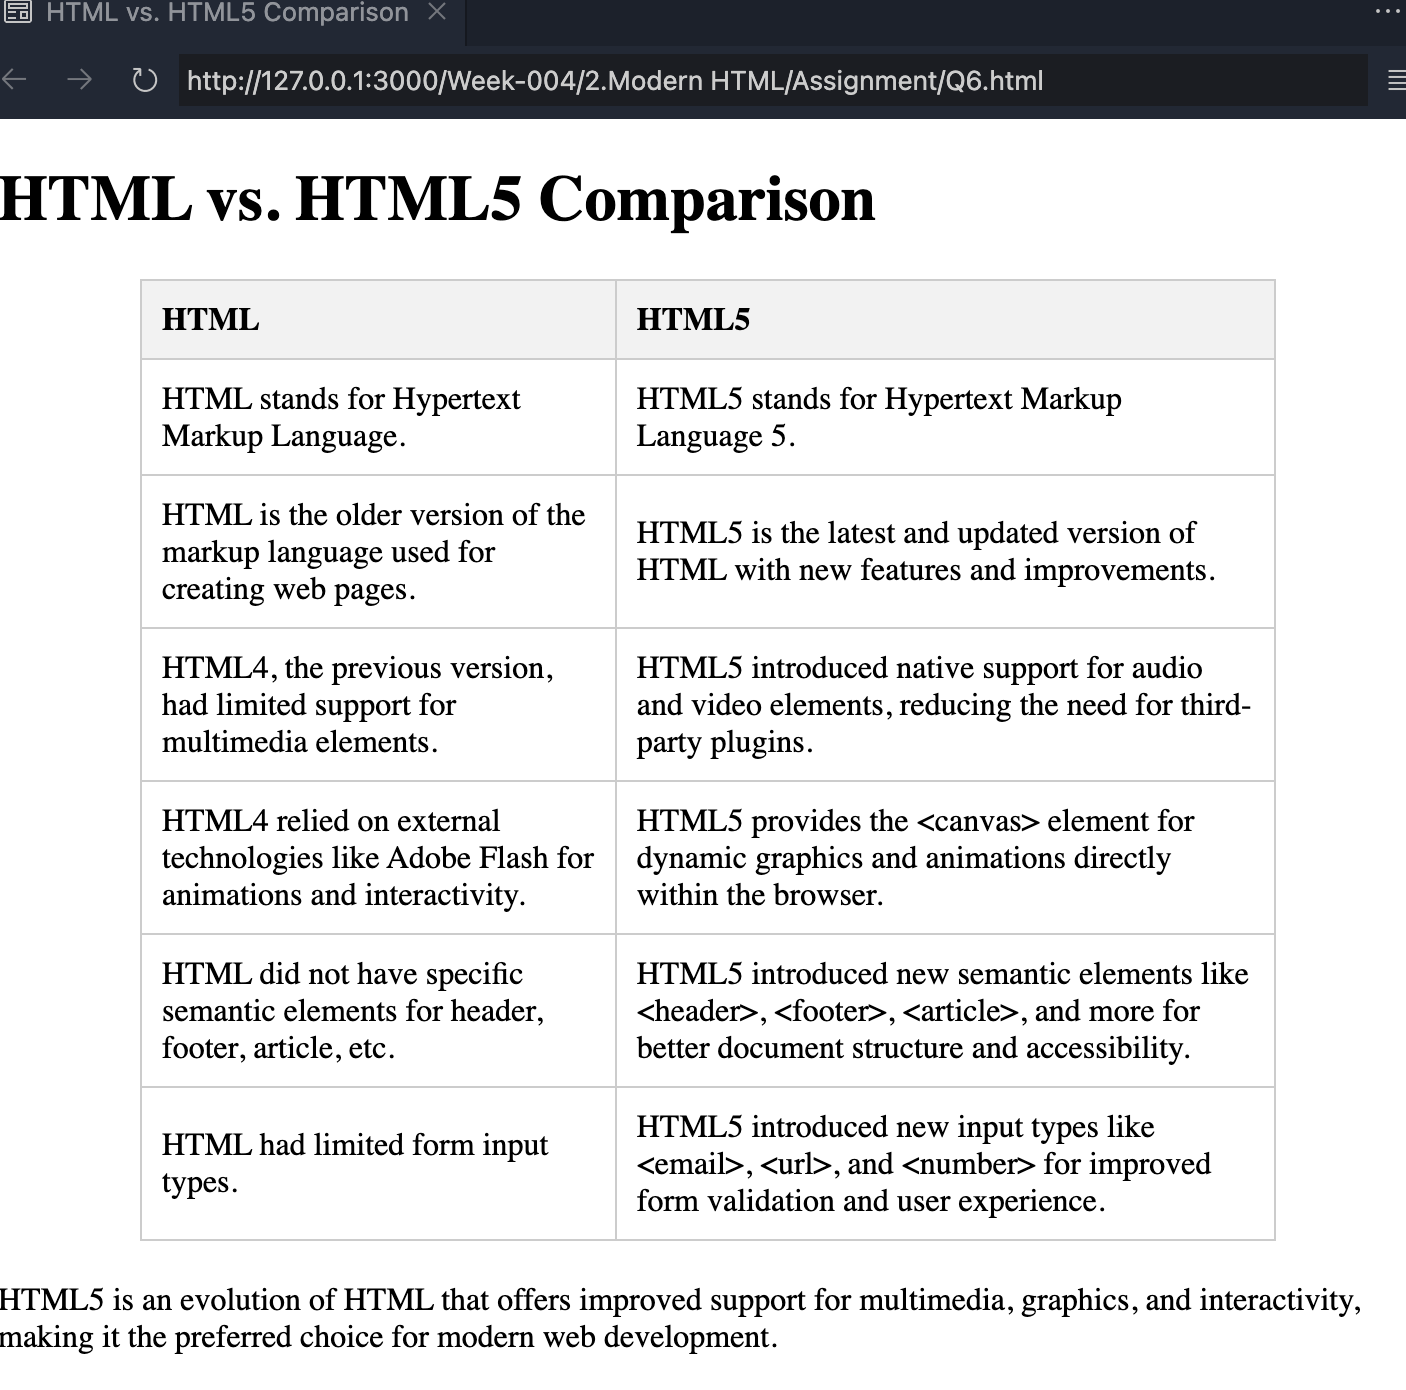 HTML vs. HTML5 Comparison
http://127.0.0.1:3000/Week-004/2.Modern HTML/Assignment/Q6.html
HTML vs. HTML5 Comparison
HTML
HTML5
HTML stands for Hypertext
Markup Language.
HTML5 stands for Hypertext Markup
Language 5.
HTML is the older version of the
markup language used for
creating web pages.
HTML5 is the latest and updated version of
HTML with new features and improvements.
HTML4, the previous version,
had limited support for
multimedia elements.
HTML5 introduced native support for audio
and video elements, reducing the need for third-
party plugins.
HTML4 relied on external
technologies like Adobe Flash for
animations and interactivity.
HTML5 provides the <canvas> element for
dynamic graphics and animations directly
within the browser.
HTML did not have specific
semantic elements for header,
footer, article, etc.
HTML5 introduced new semantic elements like
<header>, <footer>, <article>, and more for
better document structure and accessibility.
HTML had limited form input
types.
HTML5 introduced new input types like
<email>, <url>, and <number> for improved
form validation and user experience.
HTML5 is an evolution of HTML that offers improved support for multimedia, graphics, and interactivity,
making it the preferred choice for modern web development.